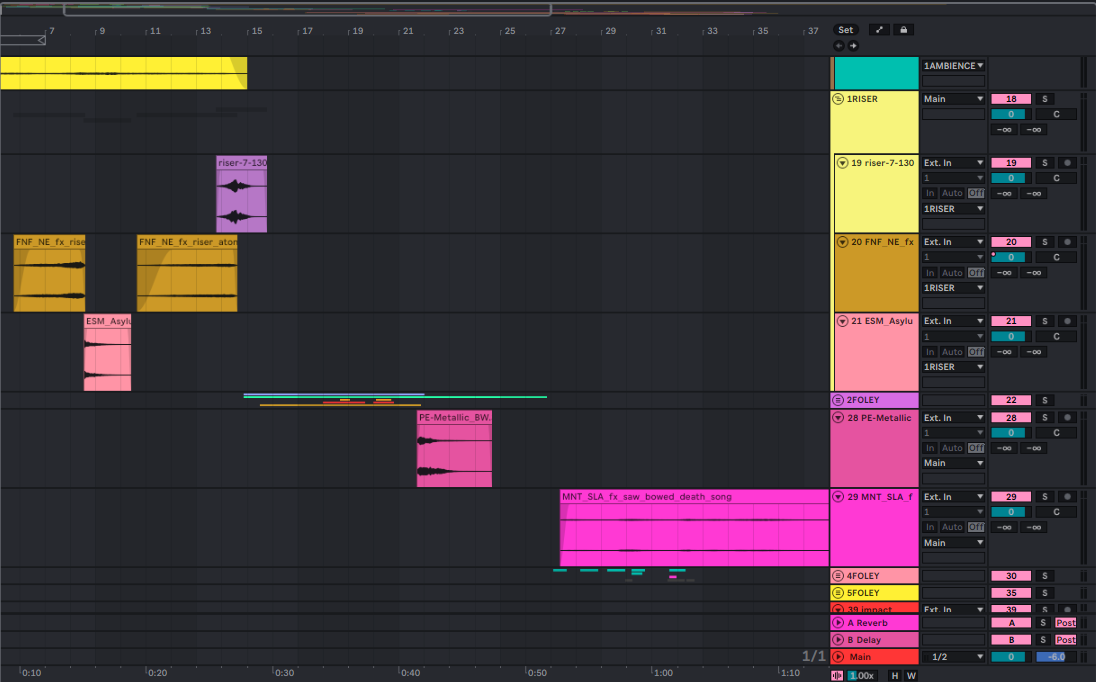 7 9 11 13 15 17 19 21 23 25 27 29 31 33 35 37 Set
1AMBIENCE
1RISER Main 18 S
0 C
-∞ -∞
riser-7-130 19 riser-7-130 Ext. In 19 S
1 0 C
In Auto Off -∞ -∞
1RISER
FNF_NE_fx_rise FNF_NE_fx_riser_aton 20 FNF_NE_fx Ext. In 20 S
1 0 C
In Auto Off -∞ -∞
1RISER
ESM_Asylu 21 ESM_Asylu Ext. In 21 S
1 0 C
In Auto Off -∞ -∞
1RISER
2FOLEY 22 S
PE-Metallic_BW. 28 PE-Metallic Ext. In 28 S
1 0 C
In Auto Off -∞ -∞
Main
MNT_SLA_fx_saw_bowed_death_song 29 MNT_SLA_f Ext. In 29 S
1 0 C
In Auto Off -∞ -∞
Main
4FOLEY 30 S
5FOLEY 35 S
39 impact Ext. In 39 S
A Reverb A S Post
B Delay B S Post
1/1 Main 1/2 0 -6.0
0:10 0:20 0:30 0:40 0:50 1:00 1:10 1.00x H W